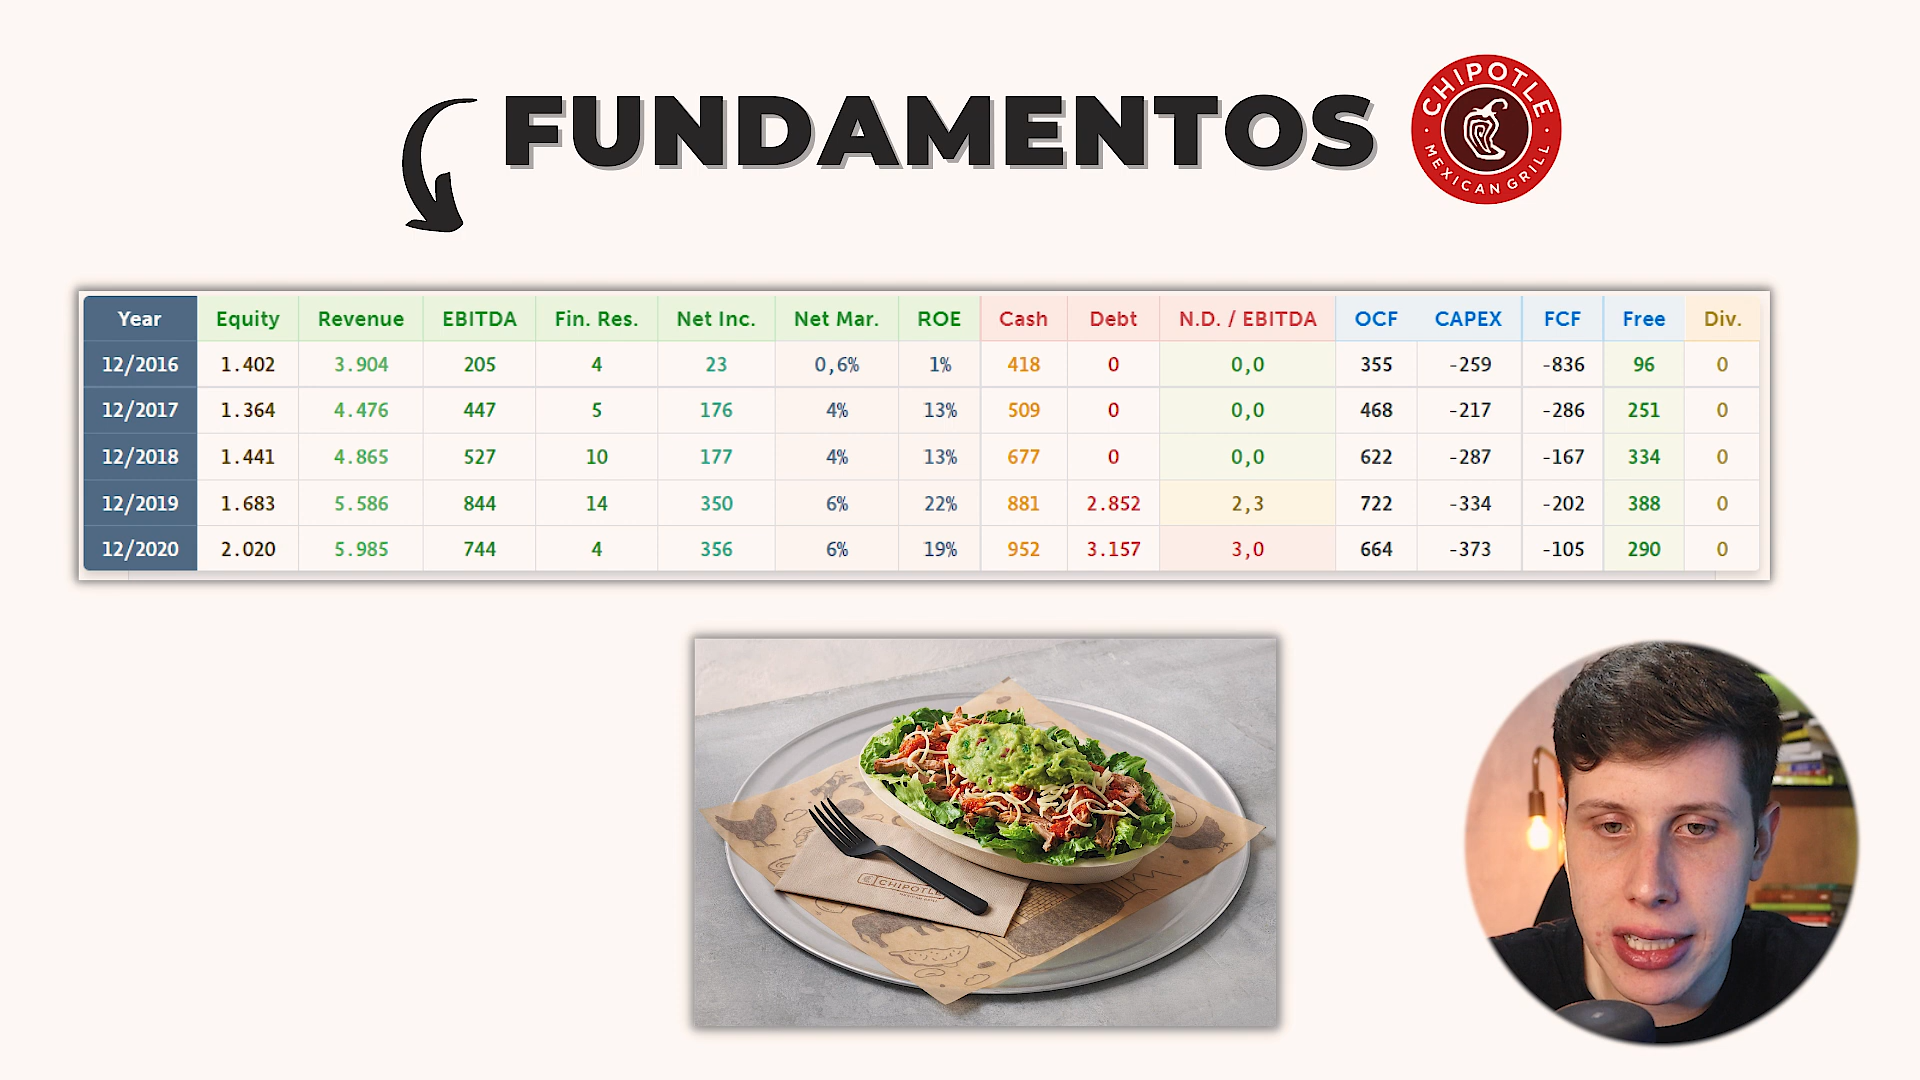 FUNDAMENTOS
CHIPOTLE
MEXICAN GRILL
Year Equity Revenue EBITDA Fin. Res. Net Inc. Net Mar. ROE Cash Debt N.D. / EBITDA OCF CAPEX FCF Free Div.
12/2016 1.402 3.904 205 4 23 0,6% 1% 418 0 0,0 355 -259 -836 96 0
12/2017 1.364 4.476 447 5 176 4% 13% 509 0 0,0 468 -217 -286 251 0
12/2018 1.441 4.865 527 10 177 4% 13% 677 0 0,0 622 -287 -167 334 0
12/2019 1.683 5.586 844 14 350 6% 22% 881 2.852 2,3 722 -334 -202 388 0
12/2020 2.020 5.985 744 4 356 6% 19% 952 3.157 3,0 664 -373 -105 290 0
CHIPOTLE